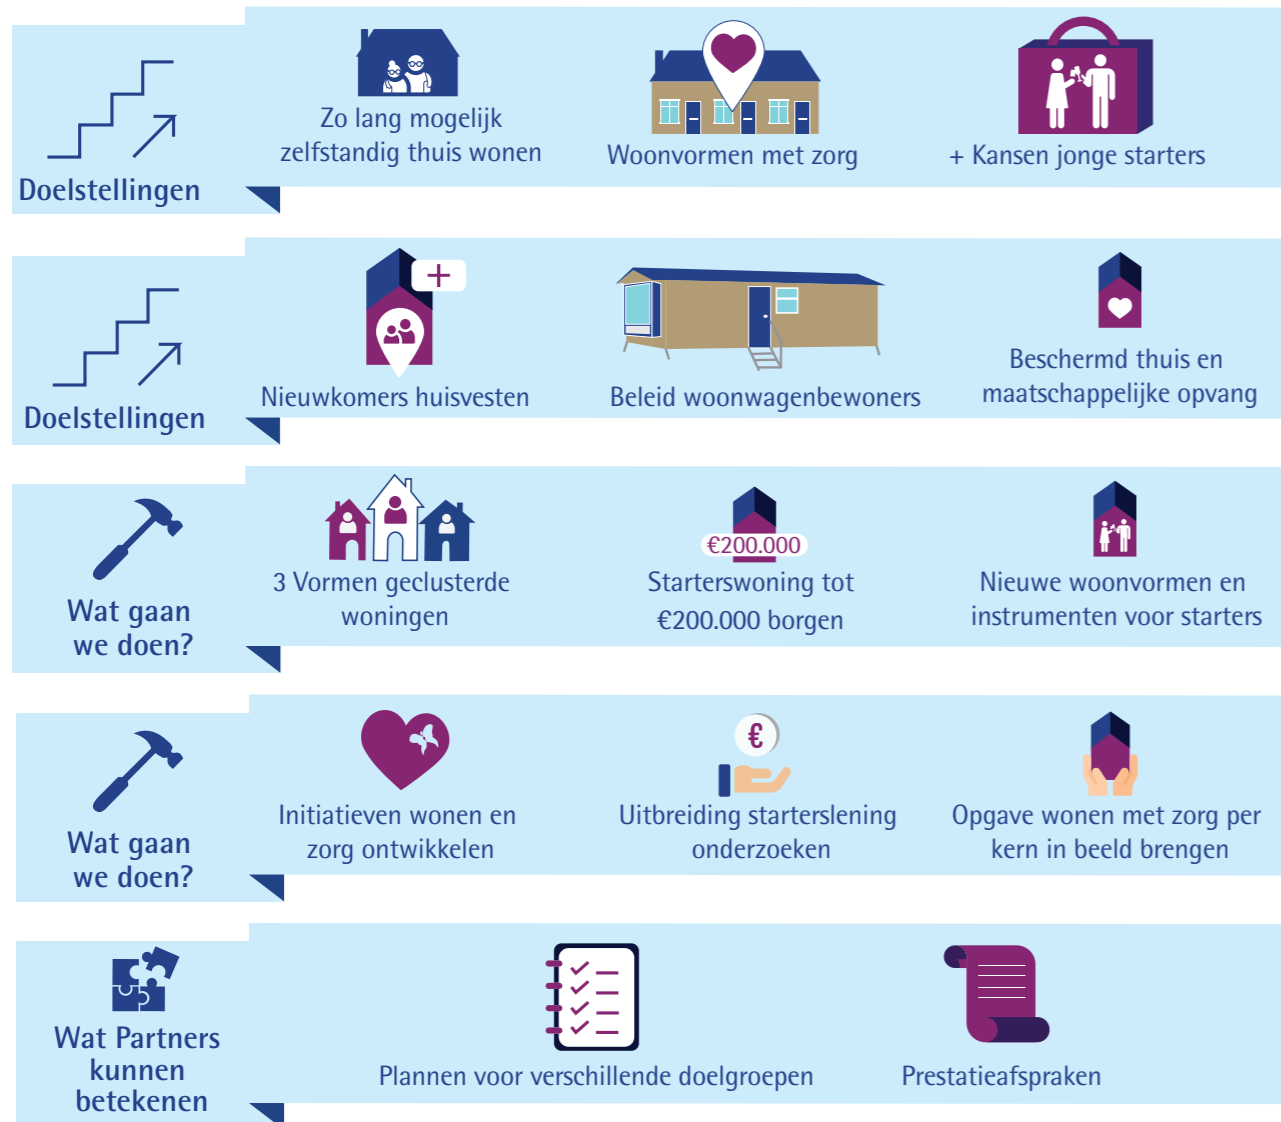 Doelstellingen
Zo lang mogelijk
zelfstandig thuis wonen
Woonvormen met zorg
+ Kansen jonge starters
Doelstellingen
Nieuwkomers huisvesten
Beleid woonwagenbewoners
Beschermd thuis en
maatschappelijke opvang
Wat gaan
we doen?
3 Vormen geclusterde
woningen
€200.000
Starterswoning tot
€200.000 borgen
Nieuwe woonvormen en
instrumenten voor starters
Wat gaan
we doen?
Initiatieven wonen en
zorg ontwikkelen
€
Uitbreiding starterslening
onderzoeken
Opgave wonen met zorg per
kern in beeld brengen
Wat Partners
kunnen
betekenen
Plannen voor verschillende doelgroepen
Prestatieafspraken